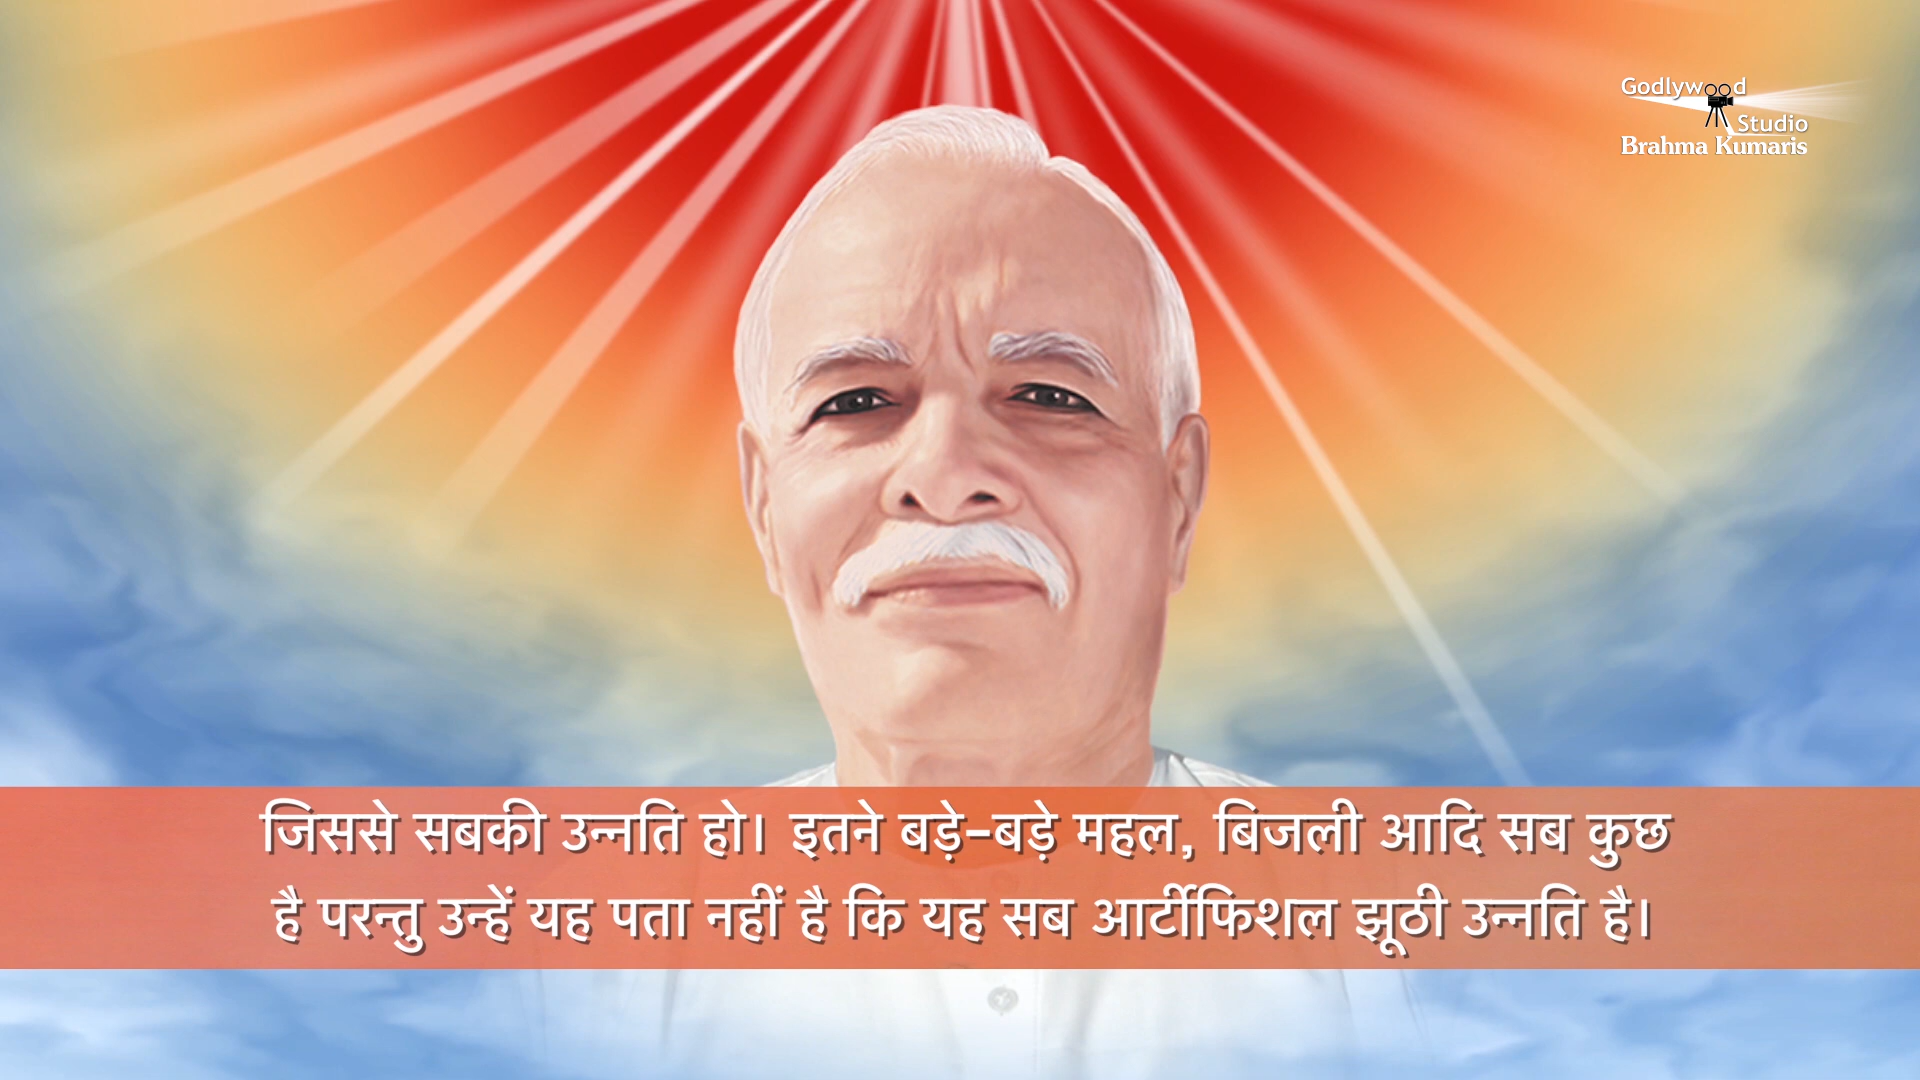 Godlywood
Studio
Brahma Kumaris
जिससे सबकी उन्नति हो। इतने बड़े-बड़े महल, बिजली आदि सब कुछ
है परन्तु उन्हें यह पता नहीं है कि यह सब आर्टीफिशल झूठी उन्नति है।